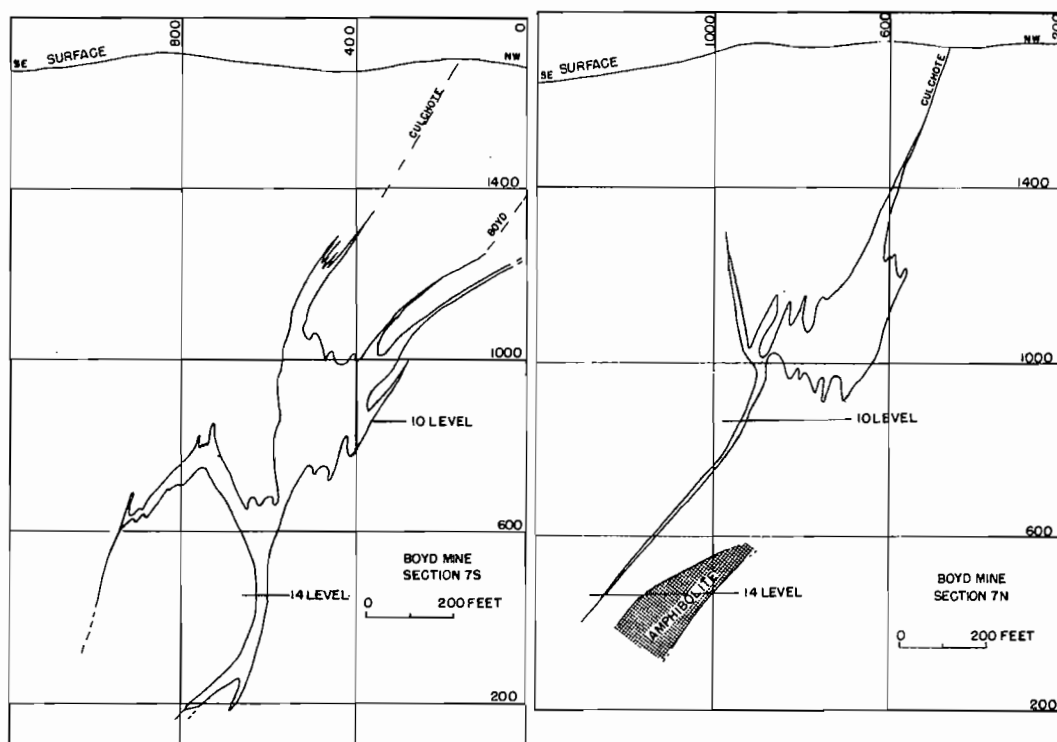 800
400
0
SE
SURFACE
NW
CULCHOTE
1400
BOYD
1000
10 LEVEL
600
BOYD MINE
SECTION 7S
14 LEVEL
0 200 FEET
200
1000
600
200
NW
SE
SURFACE
CULCHOTE
1400
1000
10 LEVEL
600
14 LEVEL
AMPHIBOLITE
BOYD MINE
SECTION 7N
0 200 FEET
200